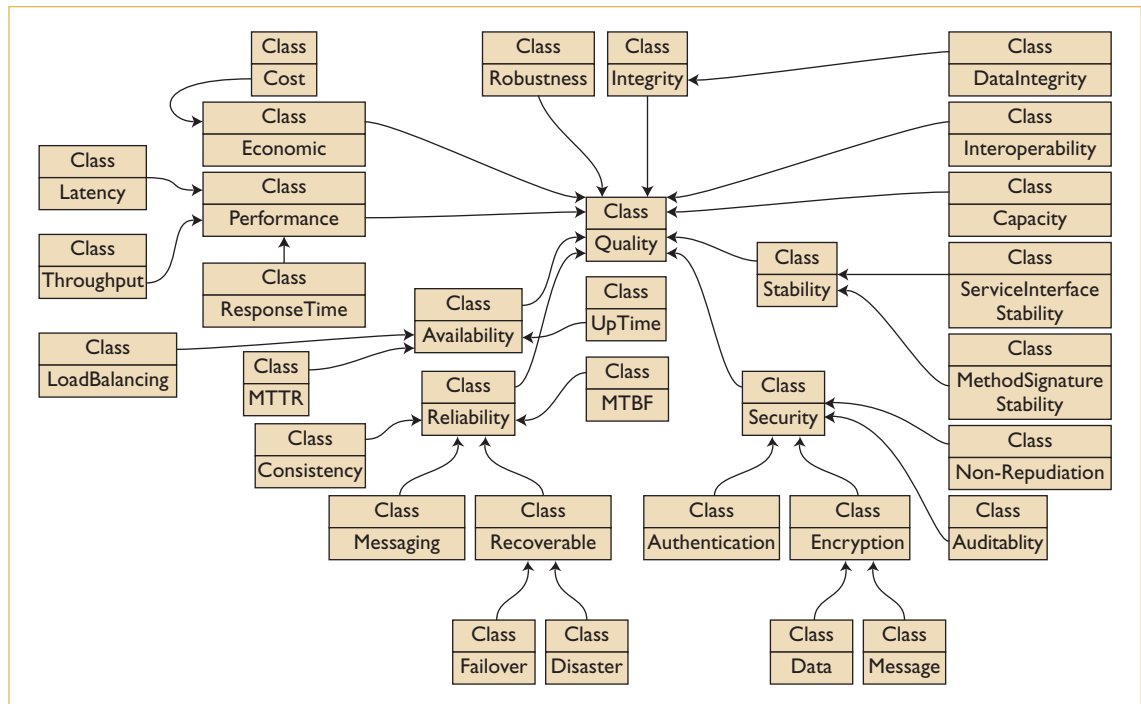 Class
Cost
Class
Robustness
Class
Integrity
Class
DataIntegrity
Class
Economic
Class
Interoperability
Class
Latency
Class
Performance
Class
Capacity
Class
Quality
Class
Throughput
Class
ResponseTime
Class
Stability
Class
ServiceInterface
Stability
Class
Availability
Class
UpTime
Class
LoadBalancing
Class
MTTR
Class
MethodSignature
Stability
Class
Reliability
Class
MTBF
Class
Security
Class
Consistency
Class
Non-Repudiation
Class
Messaging
Class
Recoverable
Class
Authentication
Class
Encryption
Class
Auditablity
Class
Failover
Class
Disaster
Class
Data
Class
Message